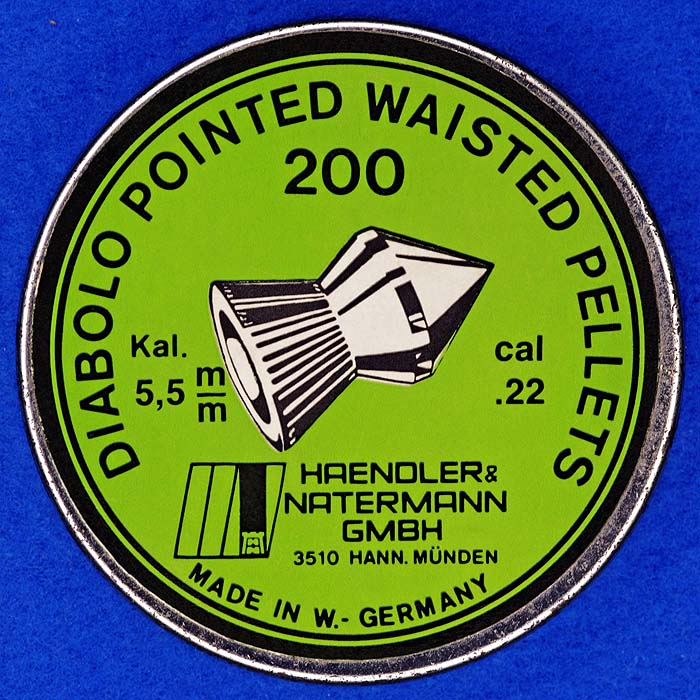 DIABOLO POINTED WAISTED PELLETS
200
Kal.
5,5 m/m
cal
.22
HAENDLER &
NATERMANN
GMBH
3510 HANN. MÜNDEN
MADE IN W.- GERMANY